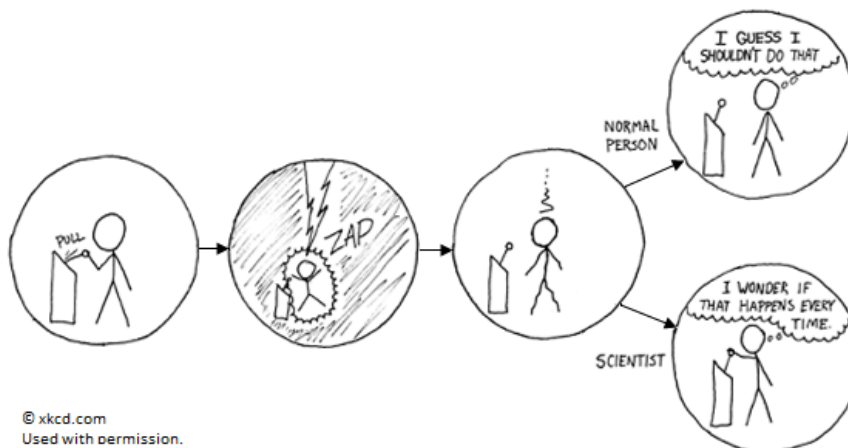 PULL
ZAP
NORMAL
PERSON
I GUESS I
SHOULDN'T DO THAT
SCIENTIST
I WONDER IF
THAT HAPPENS EVERY
TIME.
© xkcd.com
Used with permission.